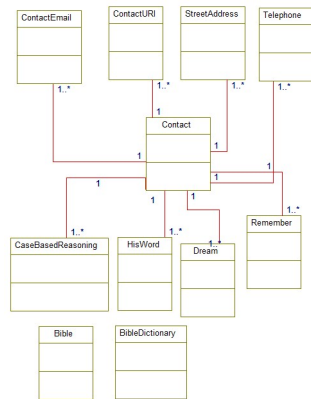 ContactEmail
ContactURI
StreetAddress
Telephone
1..*
1..*
1..*
1..*
1
Contact
1
1
1
1
1
1
1
1..*
1..*
1..*
1..*
CaseBasedReasoning
HisWord
Dream
Remember
Bible
BibleDictionary